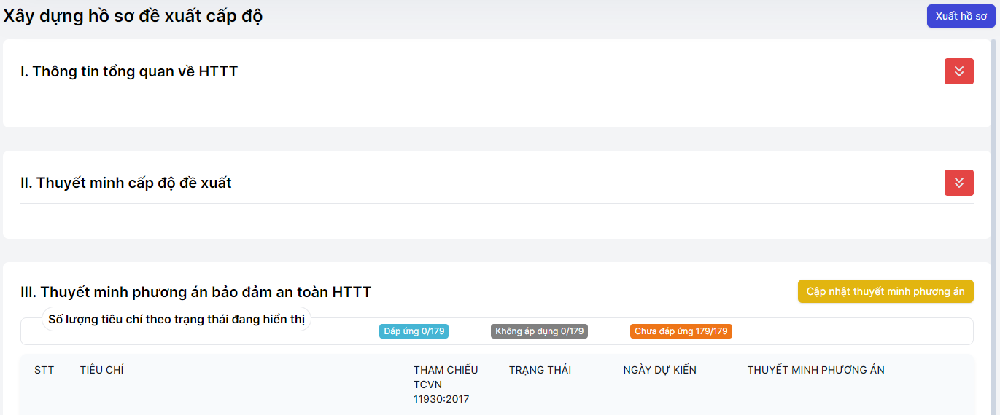 Xây dựng hồ sơ đề xuất cấp độ
Xuất hồ sơ
I. Thông tin tổng quan về HTTT
II. Thuyết minh cấp độ đề xuất
III. Thuyết minh phương án bảo đảm an toàn HTTT
Cập nhật thuyết minh phương án
Số lượng tiêu chí theo trạng thái đang hiển thị
Đáp ứng 0/179
Không áp dụng 0/179
Chưa đáp ứng 179/179
STT
TIÊU CHÍ
THAM CHIẾU
TCVN
11930:2017
TRẠNG THÁI
NGÀY DỰ KIẾN
THUYẾT MINH PHƯƠNG ÁN